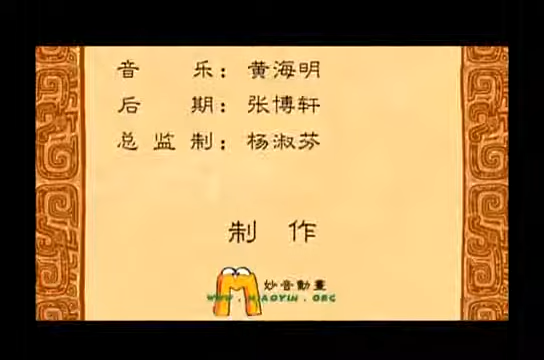 音 乐：黄海明
后 期：张博轩
总监制：杨淑芬
制 作
妙音動畫
WWW.MIAOYIN.ORG